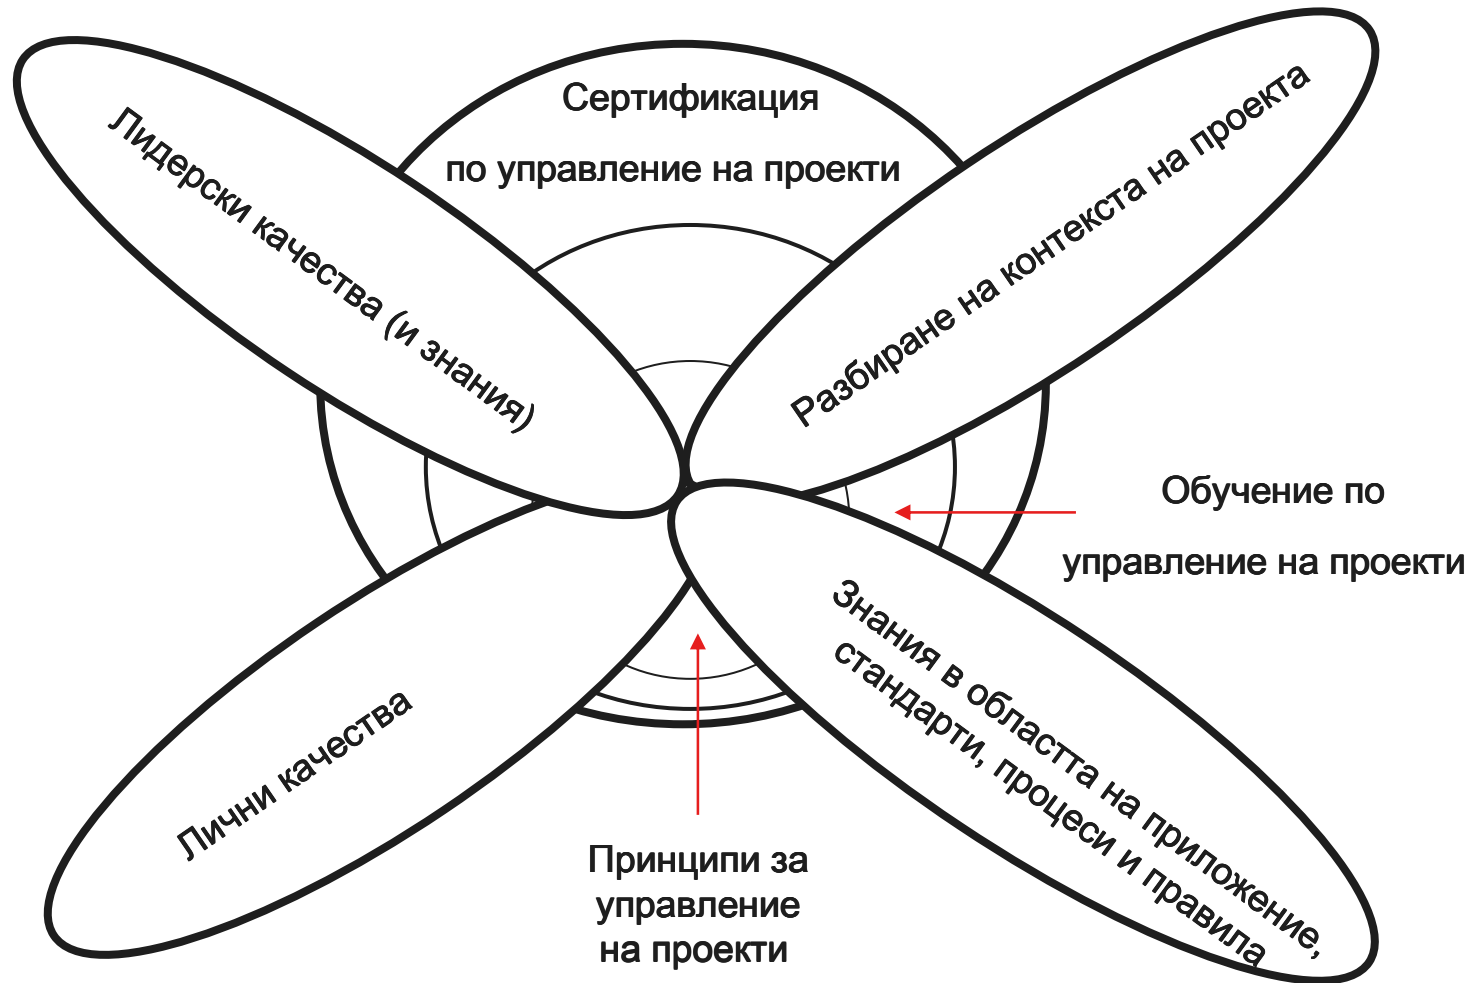 Сертификация
по управление на проекти
Лидерски качества (и знания)
Разбиране на контекста на проекта
Обучение по
управление на проекти
Знания в областта на приложение,
стандарти, процеси и правила
Лични качества
Принципи за
управление
на проекти